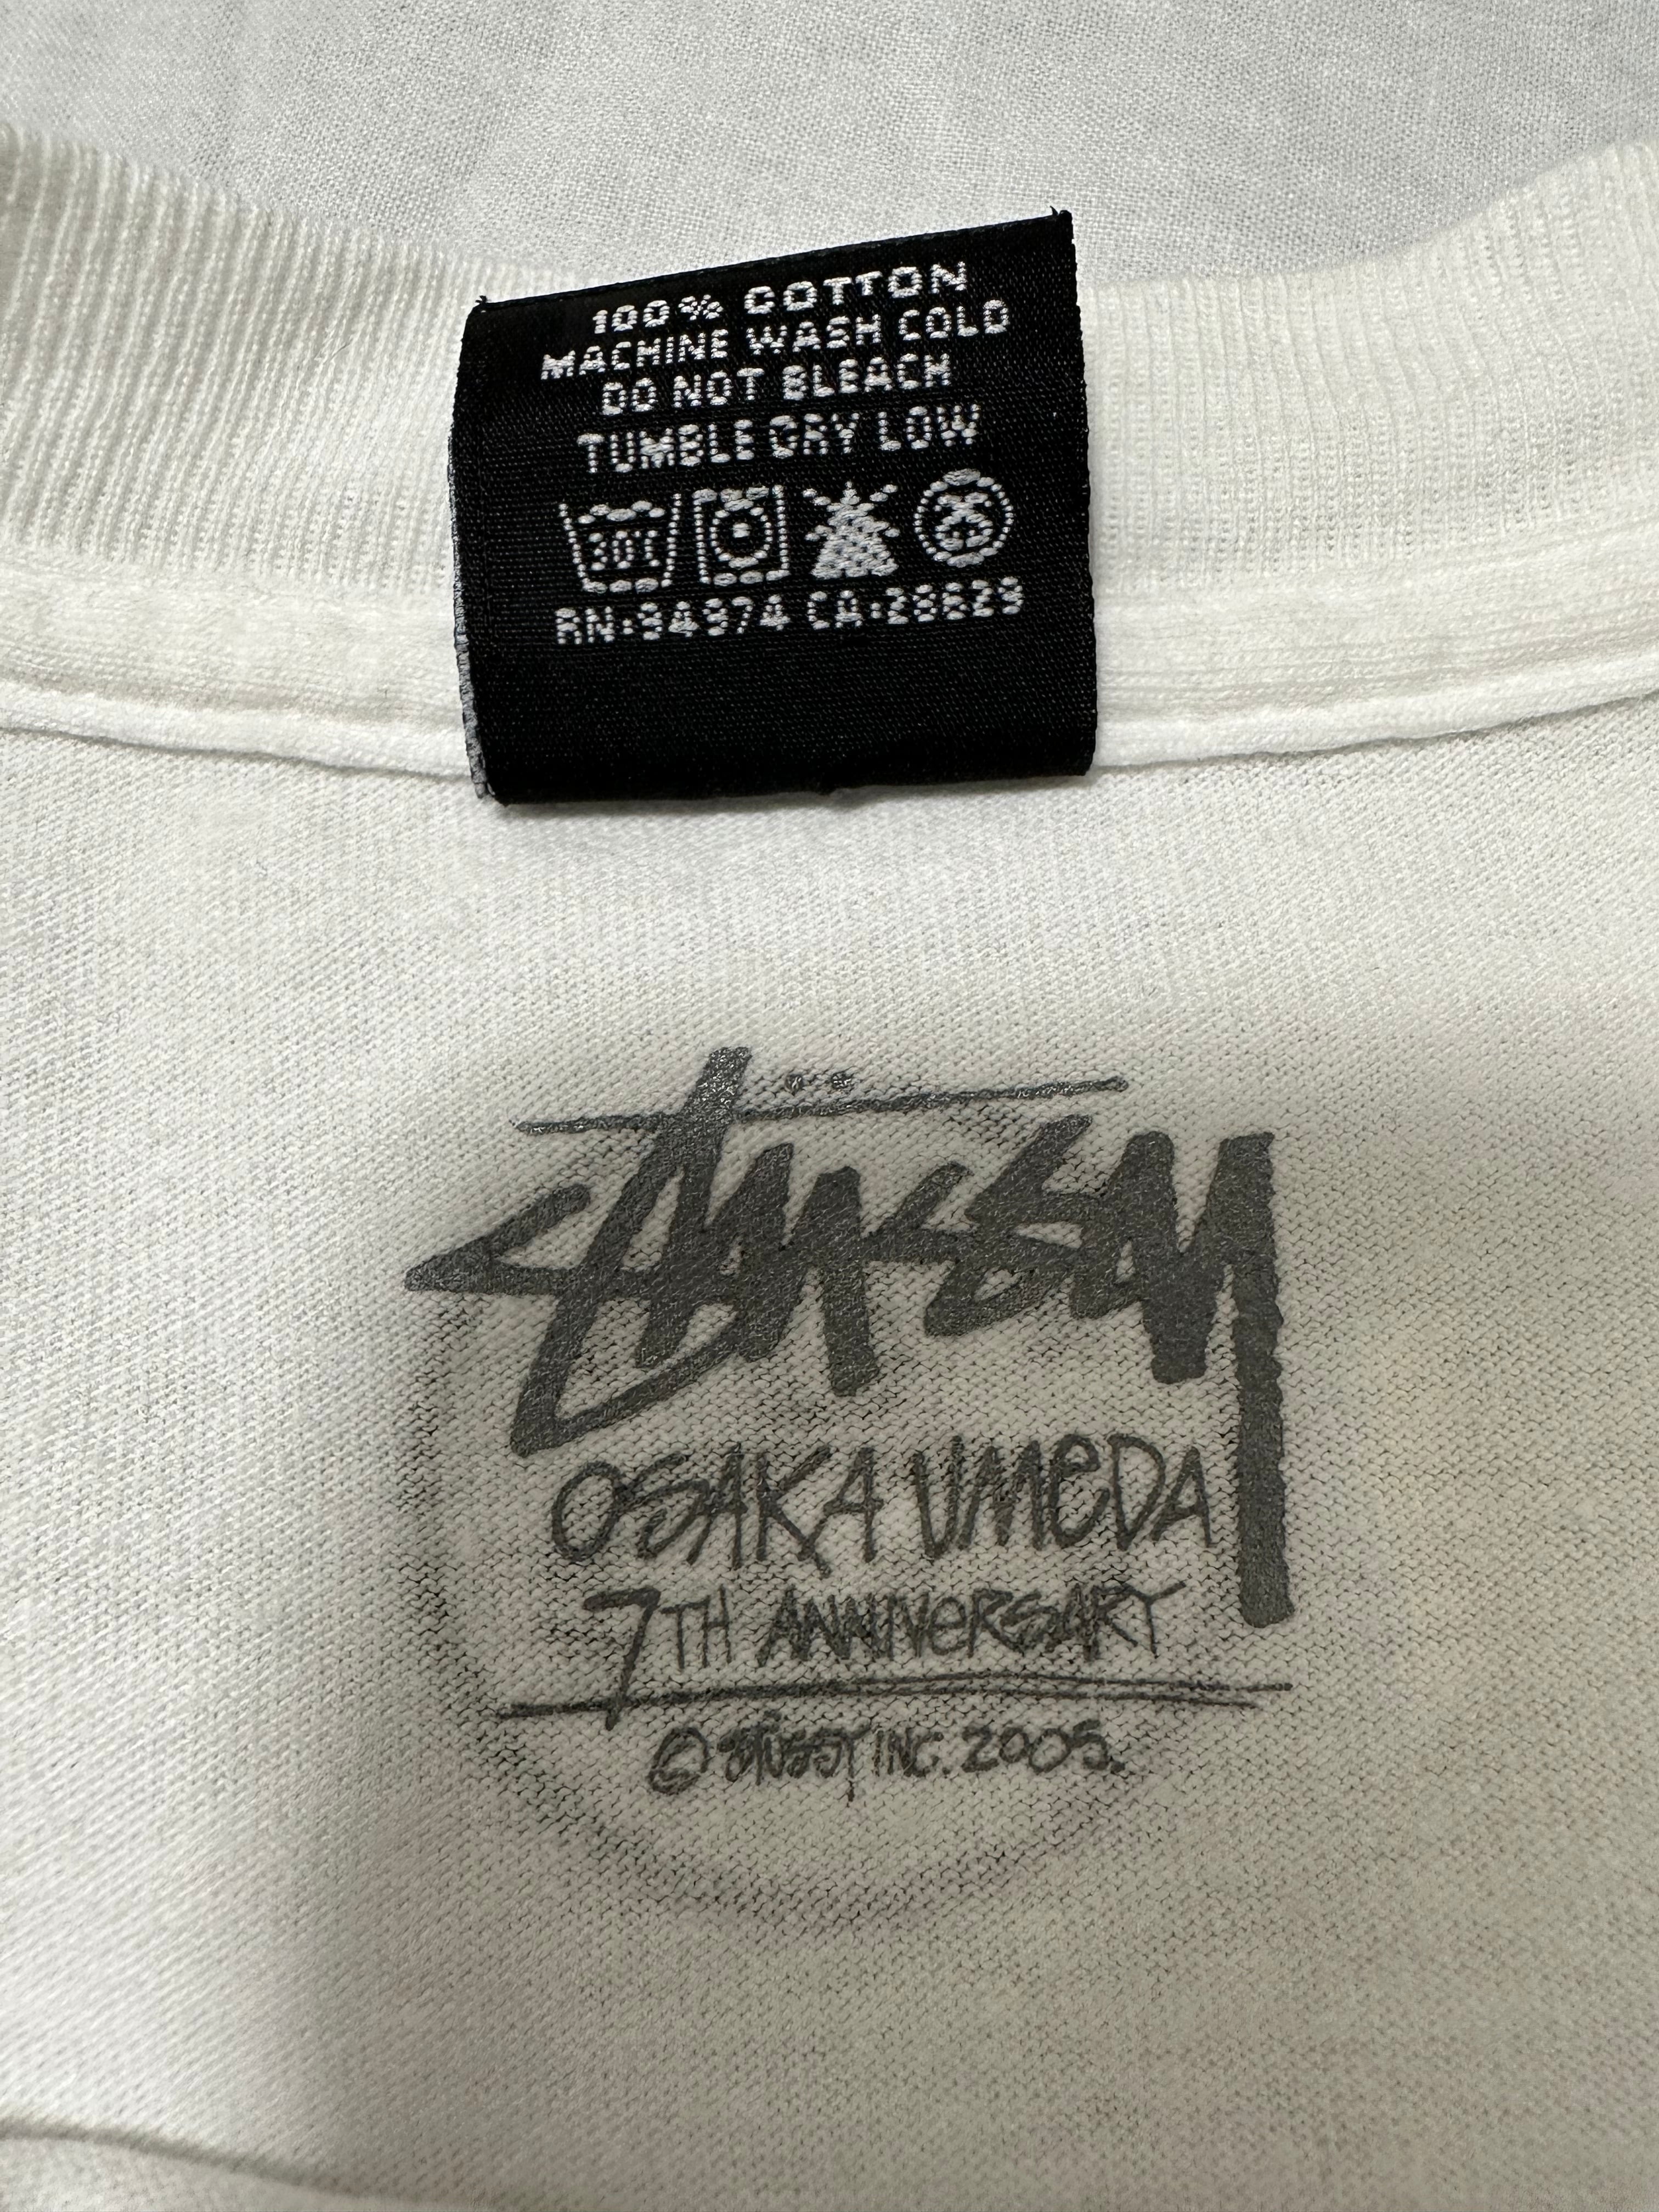 100% COTTON
MACHINE WASH COLD
DO NOT BLEACH
TUMBLE DRY LOW
30°
RN:94974 CA:28829
STÜSSY
OSAKA UMEDA
7TH ANNIVERSARY
© STÜSSY INC. 2005.